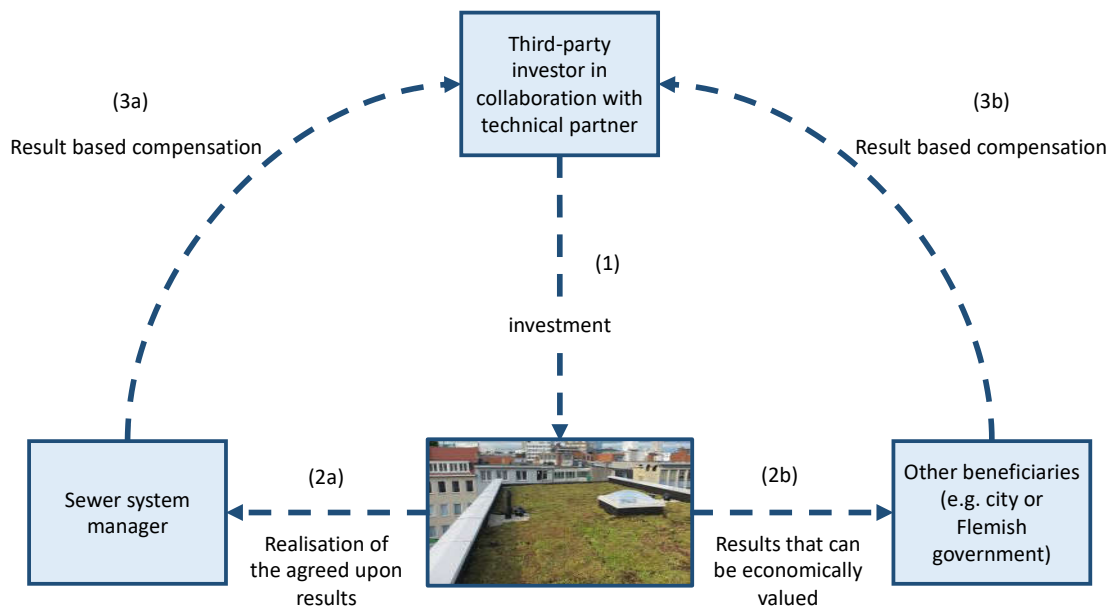 Third-party
investor in
collaboration with
technical partner
(3a)
Result based compensation
(3b)
Result based compensation
(1)
investment
Sewer system
manager
(2a)
Realisation of
the agreed upon
results
(2b)
Results that can
be economically
valued
Other beneficiaries
(e.g. city or
Flemish
government)